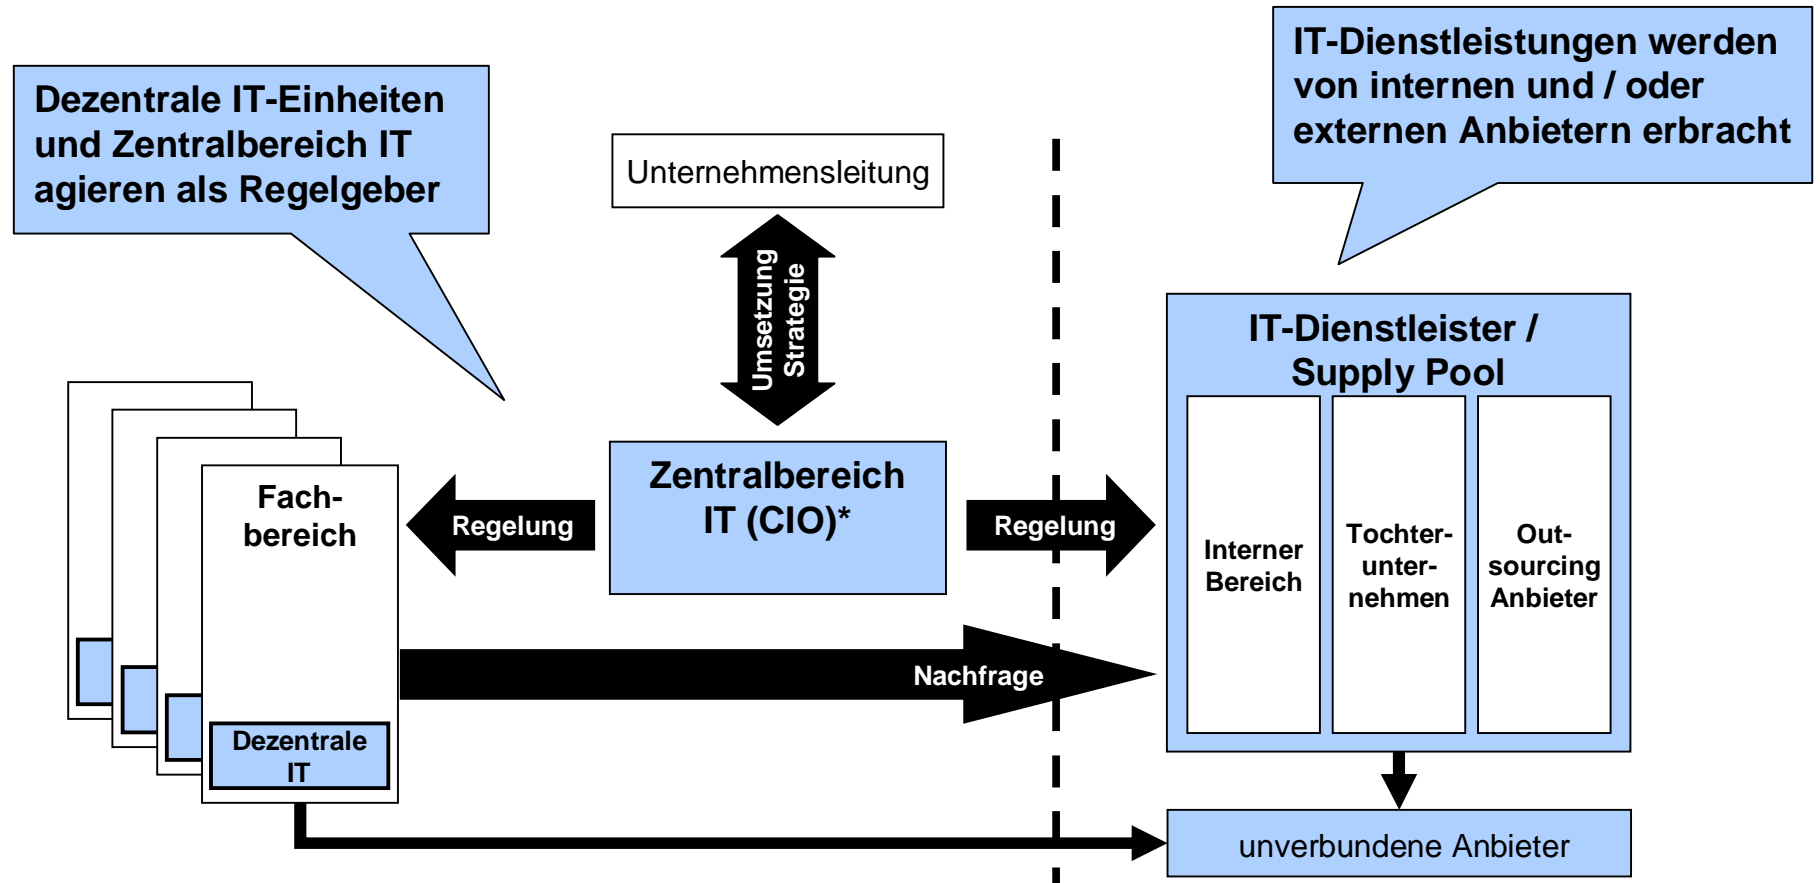 Dezentrale IT-Einheiten
und Zentralbereich IT
agieren als Regelgeber
IT-Dienstleistungen werden
von internen und / oder
externen Anbietern erbracht
Unternehmensleitung
Umsetzung
Strategie
IT-Dienstleister /
Supply Pool
Zentralbereich
IT (CIO)*
Fach-
bereich
Regelung
Regelung
Interner
Bereich
Tochter-
unter-
nehmen
Out-
sourcing
Anbieter
Nachfrage
Dezentrale
IT
unverbundene Anbieter